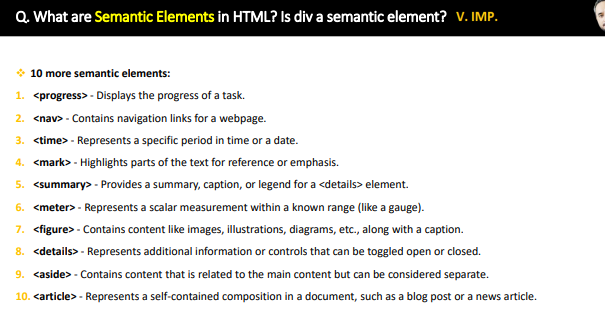 Q. What are Semantic Elements in HTML? Is div a semantic element? V. IMP.
❖ 10 more semantic elements:
1. <progress> - Displays the progress of a task.
2. <nav> - Contains navigation links for a webpage.
3. <time> - Represents a specific period in time or a date.
4. <mark> - Highlights parts of the text for reference or emphasis.
5. <summary> - Provides a summary, caption, or legend for a <details> element.
6. <meter> - Represents a scalar measurement within a known range (like a gauge).
7. <figure> - Contains content like images, illustrations, diagrams, etc., along with a caption.
8. <details> - Represents additional information or controls that can be toggled open or closed.
9. <aside> - Contains content that is related to the main content but can be considered separate.
10. <article> - Represents a self-contained composition in a document, such as a blog post or a news article.